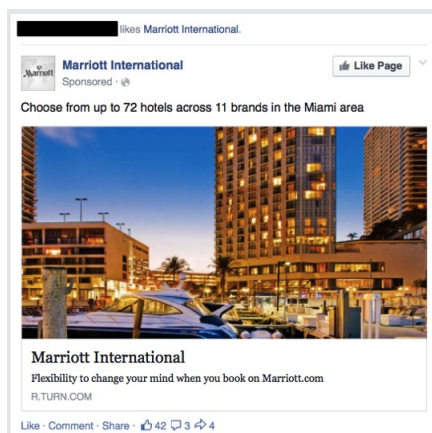 likes Marriott International.
Marriott
Marriott International
Like Page
Sponsored ·
Choose from up to 72 hotels across 11 brands in the Miami area
Marriott International
Flexibility to change your mind when you book on Marriott.com
R.TURN.COM
Like · Comment · Share · 42 3 4